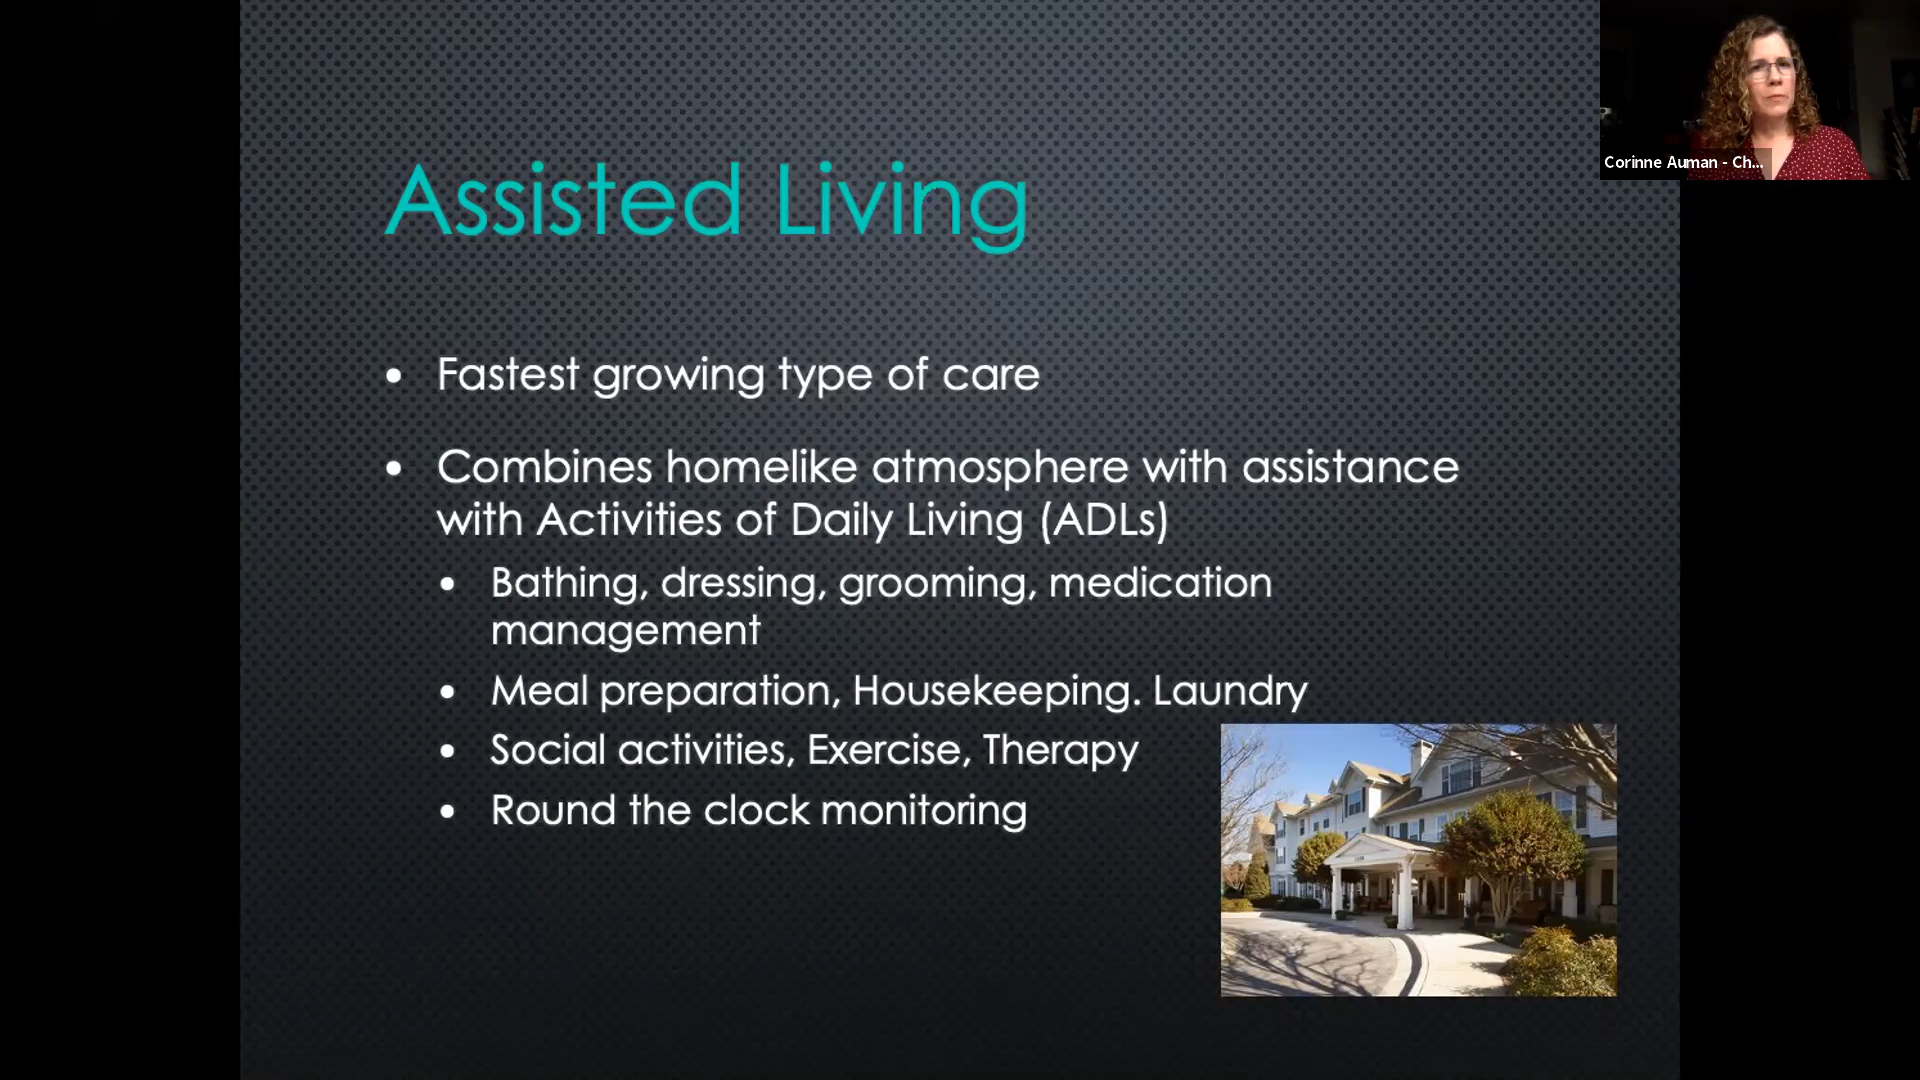 Corinne Auman - Ch...
Assisted Living
• Fastest growing type of care
• Combines homelike atmosphere with assistance
with Activities of Daily Living (ADLs)
• Bathing, dressing, grooming, medication
management
• Meal preparation, Housekeeping. Laundry
• Social activities, Exercise, Therapy
• Round the clock monitoring